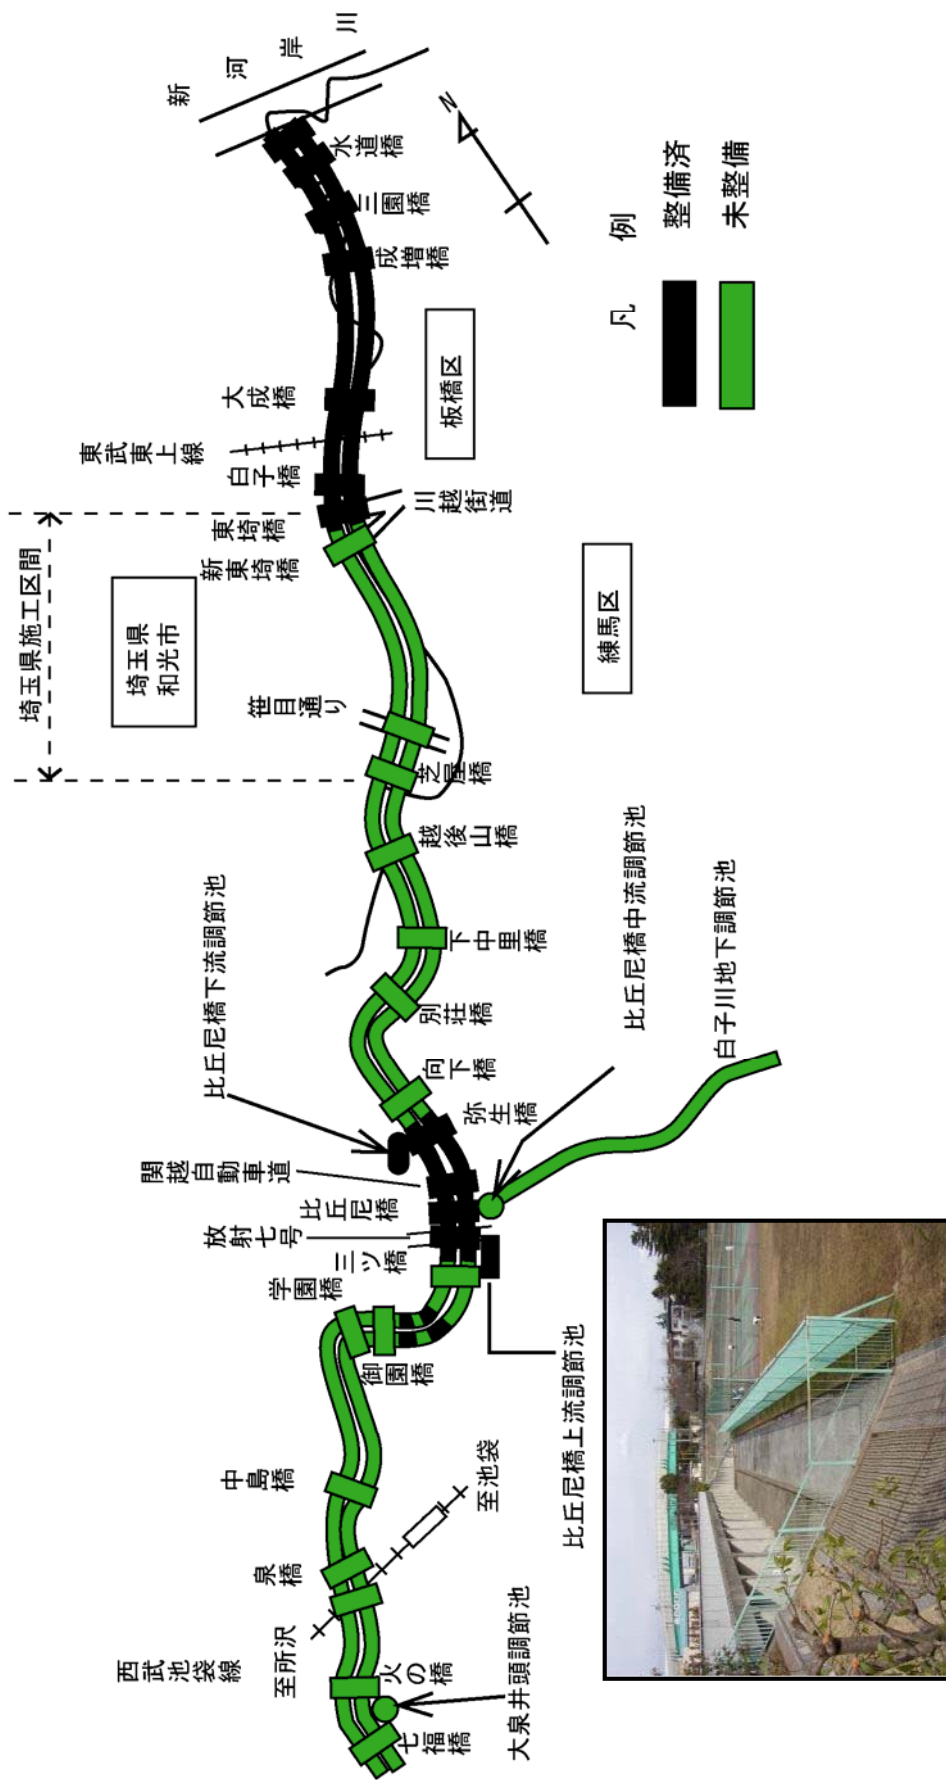 新河岸川
水道橋
三園橋
成増橋
大成橋
東武東上線
白子橋
東埼橋
新東埼橋
川越街道
板橋区
凡例
整備済
未整備
N
埼玉県施工区間
埼玉県
和光市
練馬区
笹目通り
芝屋橋
越後山橋
下中里橋
別荘橋
向下橋
弥生橋
比丘尼橋下流調節池
比丘尼橋中流調節池
白子川地下調節池
関越自動車道
比丘尼橋
放射七号
三ツ橋
学園橋
御園橋
比丘尼橋上流調節池
中島橋
泉橋
至池袋
西武池袋線
至所沢
火の橋
七福橋
大泉井頭調節池